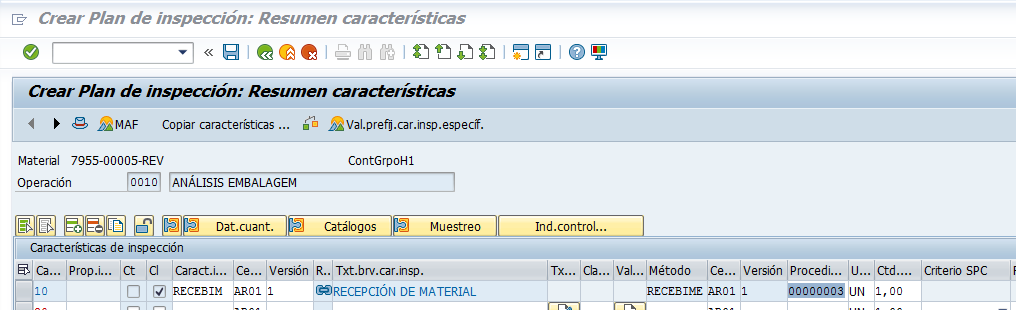 Crear Plan de inspección: Resumen características
Crear Plan de inspección: Resumen características
MAF Copiar características ... Val.prefij.car.insp.específ.
Material 7955-00005-REV ContGrpoH1
Operación 0010 ANÁLISIS EMBALAGEM
Dat.cuant. Catálogos Muestreo Ind.control...
Características de inspección
Ca... Prop.i... Ct Cl Caract.i... Ce... Versión R.. Txt.brv.car.insp. Tx... Cla... Val... Método Ce... Versión Procedi... U... Ctd.... Criterio SPC
10 RECEBIM AR01 1 RECEPCIÓN DE MATERIAL RECEBIME AR01 1 00000003 UN 1,00